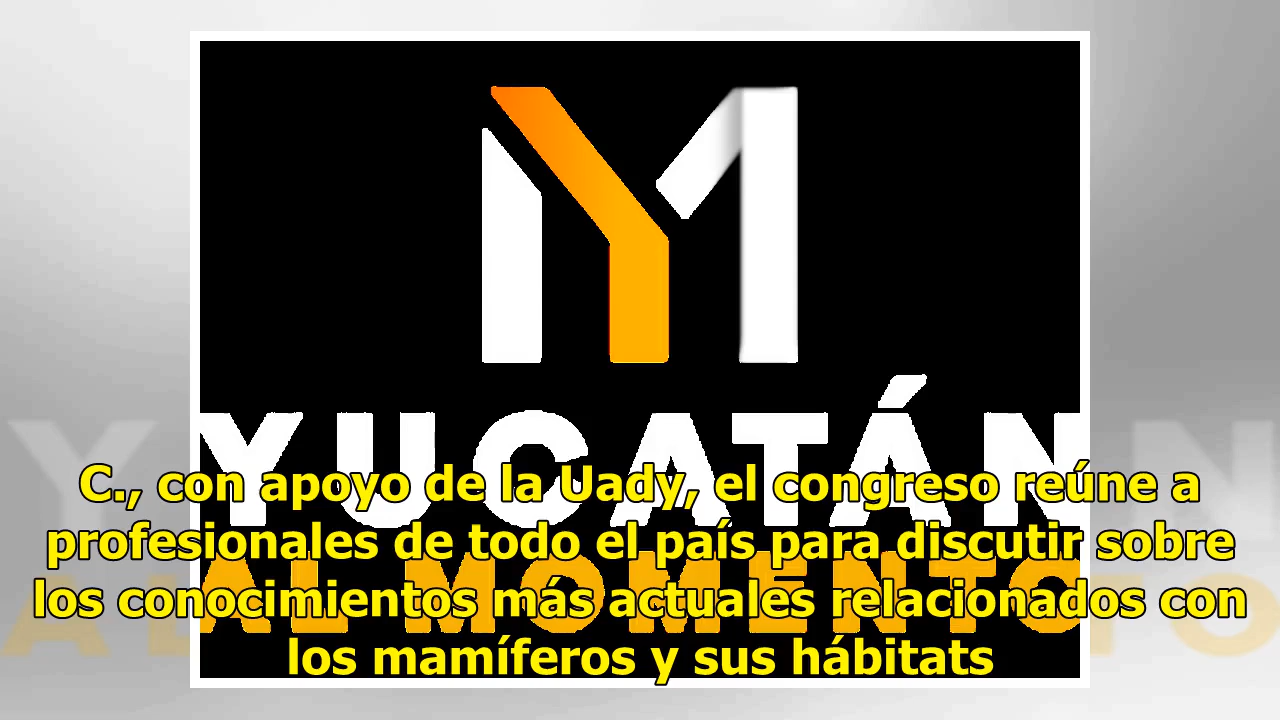 YM
YUCATÁN
AL MOMENTO
C., con apoyo de la Uady, el congreso reúne a
profesionales de todo el país para discutir sobre
los conocimientos más actuales relacionados con
los mamíferos y sus hábitats